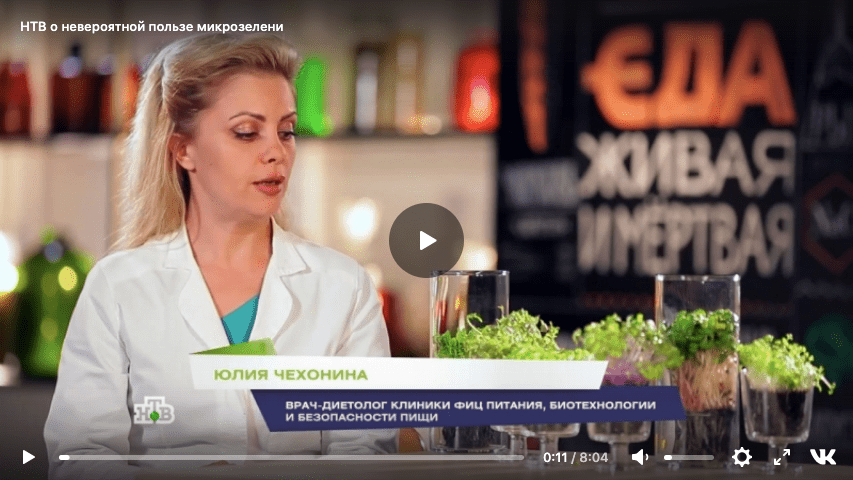 НТВ о невероятной пользе микрозелени
ЕДА
ЖИВАЯ
И МЁРТВАЯ
ЮЛИЯ ЧЕХОНИНА
ВРАЧ-ДИЕТОЛОГ КЛИНИКИ ФИЦ ПИТАНИЯ, БИОТЕХНОЛОГИИ
И БЕЗОПАСНОСТИ ПИЩИ
НТВ
0:11 / 8:04